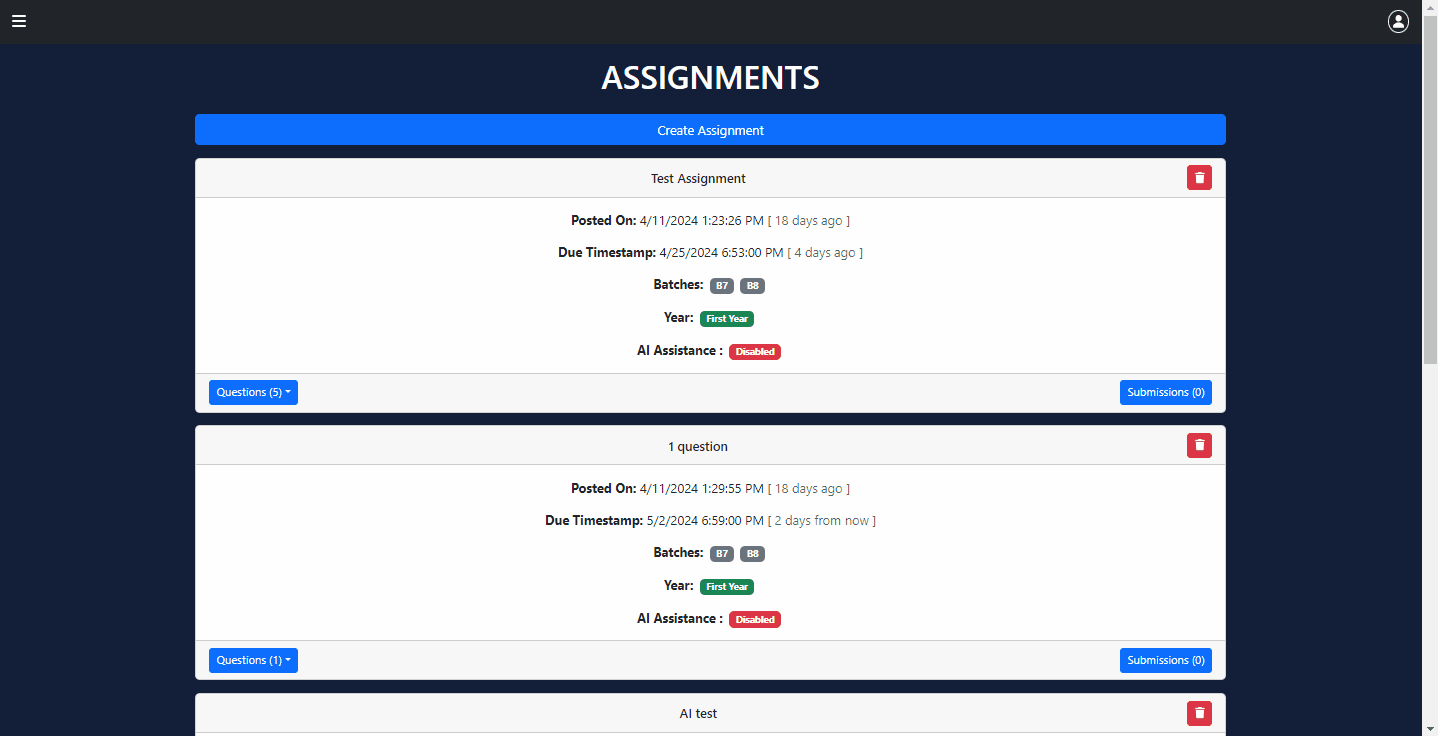 ASSIGNMENTS
Create Assignment
Test Assignment
Posted On: 4/11/2024 1:23:26 PM [ 18 days ago ]
Due Timestamp: 4/25/2024 6:53:00 PM [ 4 days ago ]
Batches: B7 B8
Year: First Year
AI Assistance : Disabled
Questions (5) Submissions (0)
1 question
Posted On: 4/11/2024 1:29:55 PM [ 18 days ago ]
Due Timestamp: 5/2/2024 6:59:00 PM [ 2 days from now ]
Batches: B7 B8
Year: First Year
AI Assistance : Disabled
Questions (1) Submissions (0)
AI test